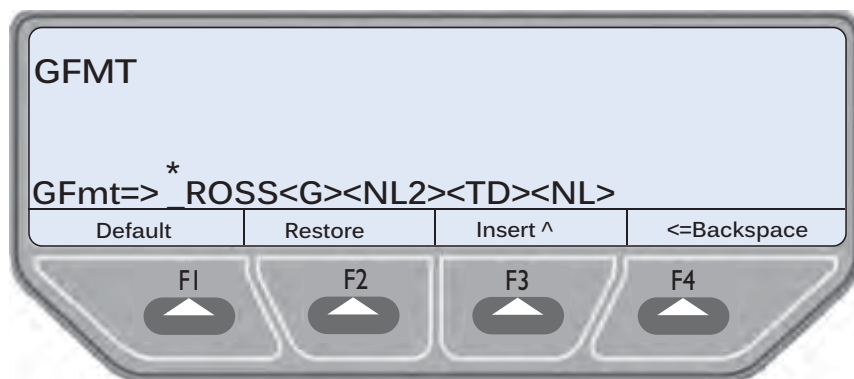 GFMT
*
GFmt=> _ROSS<G><NL2><TD><NL>
Default Restore Insert ^ <=Backspace
F1 F2 F3 F4